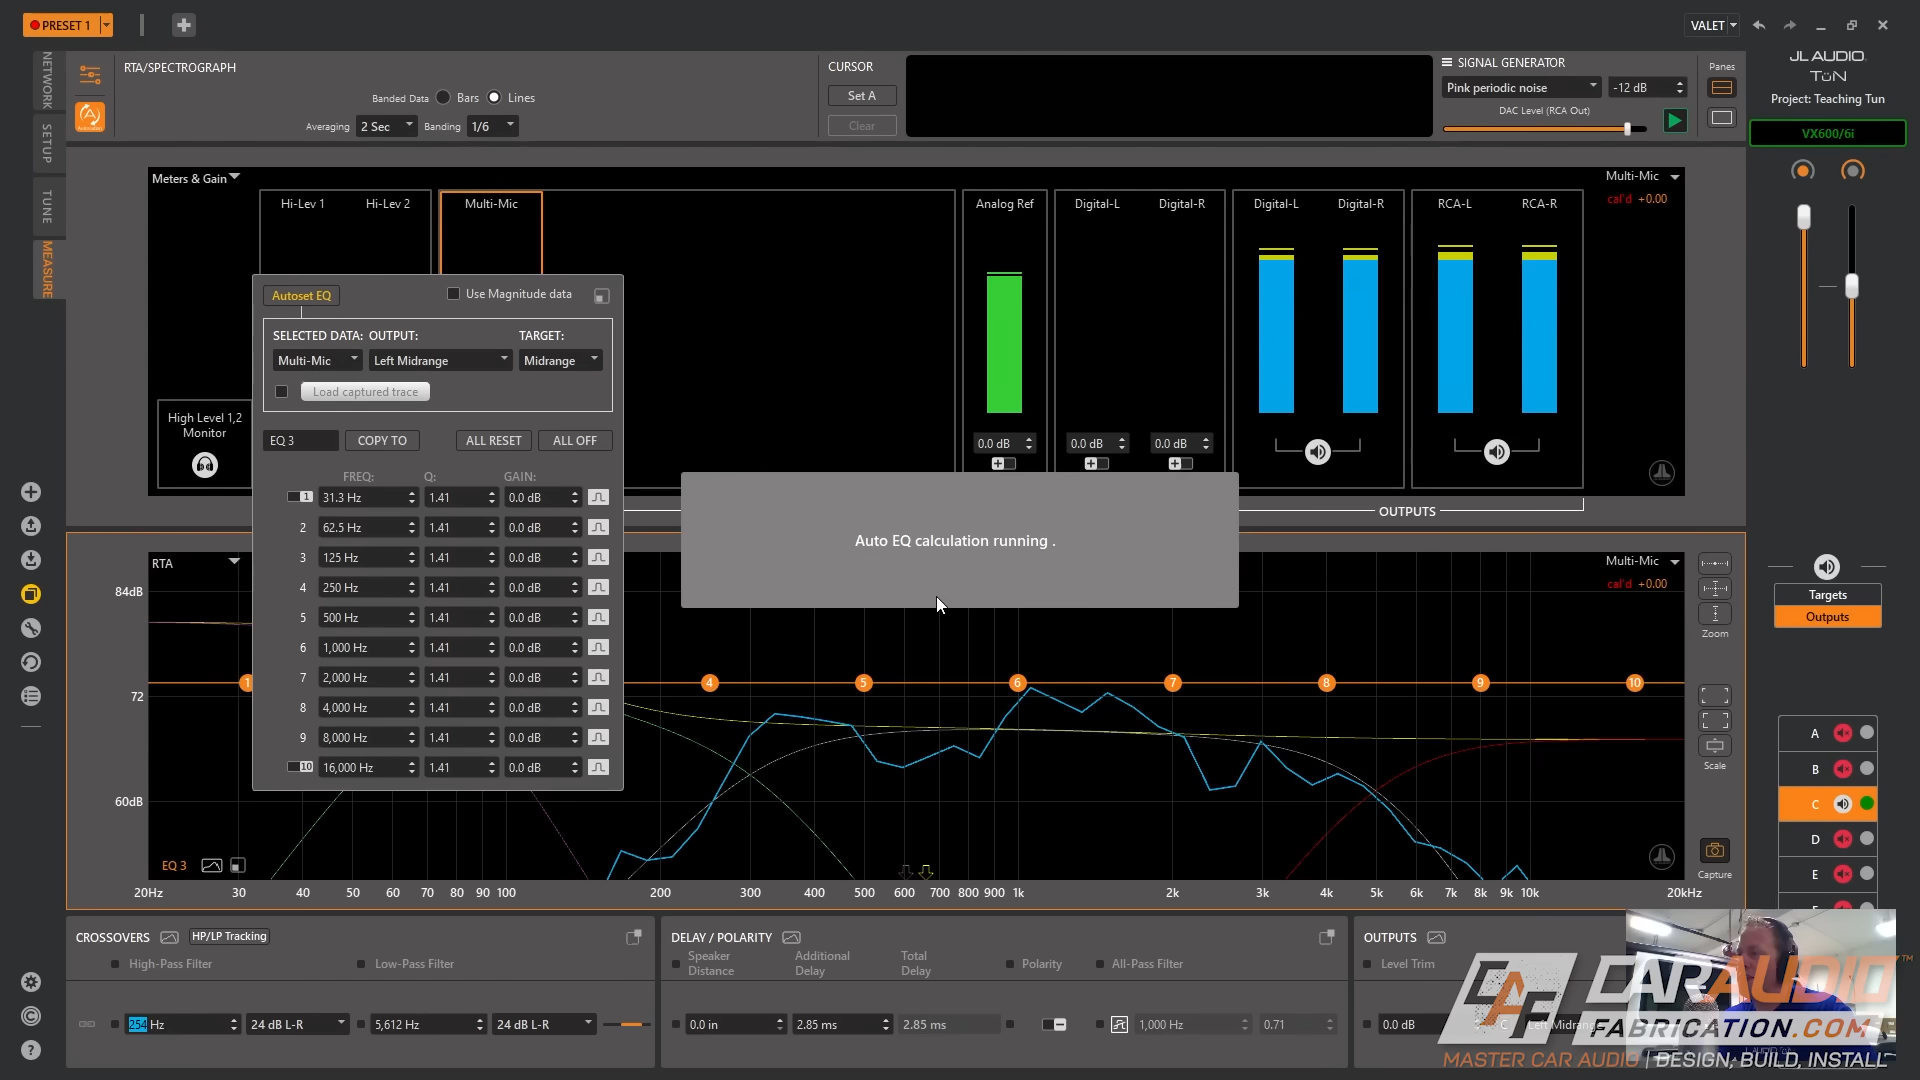 PRESET 1
VALET
NETWORK
SETUP
TUNE
MEASURE
RTA/SPECTROGRAPH
Banded Data
Bars
Lines
Averaging
2 Sec
Banding
1/6
CURSOR
Set A
Clear
SIGNAL GENERATOR
Pink periodic noise
-12 dB
DAC Level (RCA Out)
Panes
JL AUDIO
TüN
Project: Teaching Tun
VX600/6i
Meters & Gain
Hi-Lev 1
Hi-Lev 2
Multi-Mic
Analog Ref
Digital-L
Digital-R
Digital-L
Digital-R
RCA-L
RCA-R
Multi-Mic
cal'd +0.00
High Level 1,2
Monitor
0.0 dB
0.0 dB
0.0 dB
OUTPUTS
Autoset EQ
Use Magnitude data
SELECTED DATA:
OUTPUT:
TARGET:
Multi-Mic
Left Midrange
Midrange
Load captured trace
EQ 3
COPY TO
ALL RESET
ALL OFF
FREQ:
Q:
GAIN:
1 31.3 Hz 1.41 0.0 dB
2 62.5 Hz 1.41 0.0 dB
3 125 Hz 1.41 0.0 dB
4 250 Hz 1.41 0.0 dB
5 500 Hz 1.41 0.0 dB
6 1,000 Hz 1.41 0.0 dB
7 2,000 Hz 1.41 0.0 dB
8 4,000 Hz 1.41 0.0 dB
9 8,000 Hz 1.41 0.0 dB
10 16,000 Hz 1.41 0.0 dB
Auto EQ calculation running .
RTA
Multi-Mic
cal'd +0.00
84dB
72
60dB
1 4 5 6 7 8 9 10
EQ 3
20Hz 30 40 50 60 70 80 90 100 200 300 400 500 600 700 800 900 1k 2k 3k 4k 5k 6k 7k 8k 9k 10k 20kHz
Zoom
Scale
Capture
Targets
Outputs
A
B
C
D
E
CROSSOVERS
HP/LP Tracking
High-Pass Filter
Low-Pass Filter
254 Hz
24 dB L-R
5,612 Hz
24 dB L-R
DELAY / POLARITY
Speaker
Distance
Additional
Delay
Total
Delay
Polarity
All-Pass Filter
0.0 in
2.85 ms
2.85 ms
1,000 Hz
0.71
OUTPUTS
Level Trim
0.0 dB
C
Left Midrange
CAF
CARAUDIO™
FABRICATION.COM
MASTER CAR AUDIO | DESIGN, BUILD, INSTALL